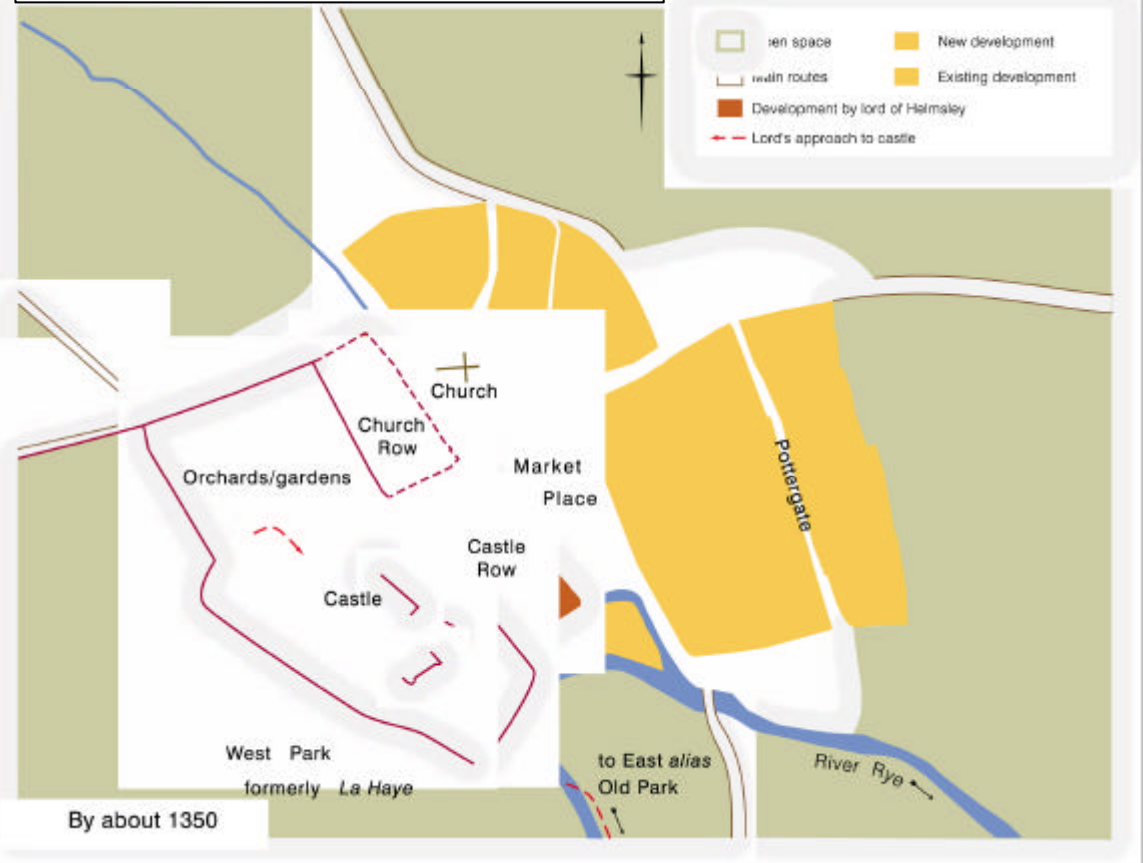 en space
New development
Main routes
Existing development
Development by lord of Helmsley
Lord's approach to castle
Church
Church
Row
Orchards/gardens
Market
Place
Pottergate
Castle
Row
Castle
West Park
formerly La Haye
to East alias
Old Park
River Rye
By about 1350